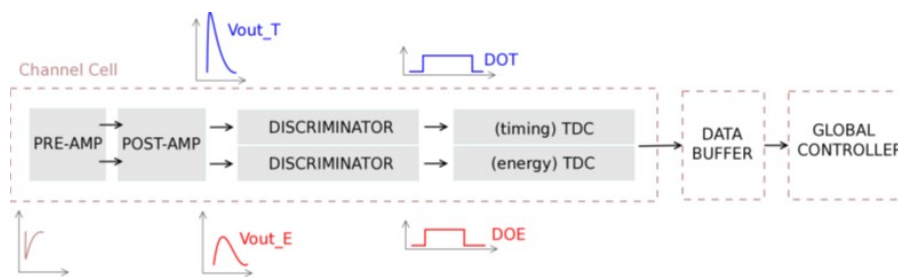 Vout_T
DOT
Channel Cell
PRE-AMP
POST-AMP
DISCRIMINATOR
(timing) TDC
DISCRIMINATOR
(energy) TDC
DATA
BUFFER
GLOBAL
CONTROLLER
Vout_E
DOE